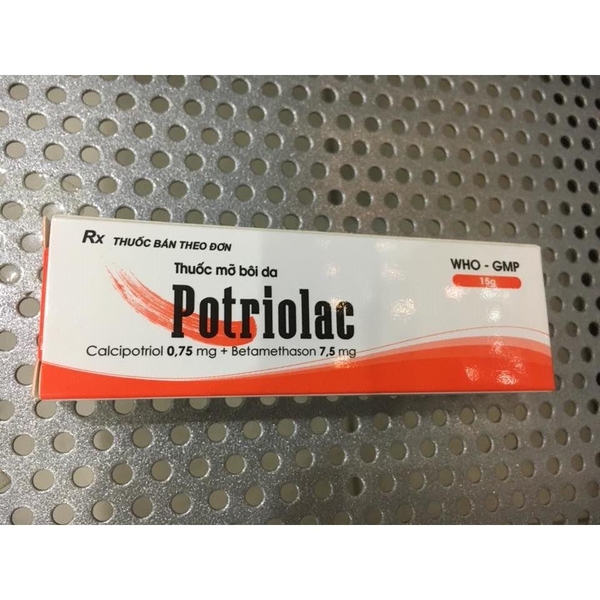 Rx THUỐC BÁN THEO ĐƠN
Thuốc mỡ bôi da
Potriolac
Calcipotriol 0,75 mg + Betamethason 7,5 mg
WHO - GMP
15g